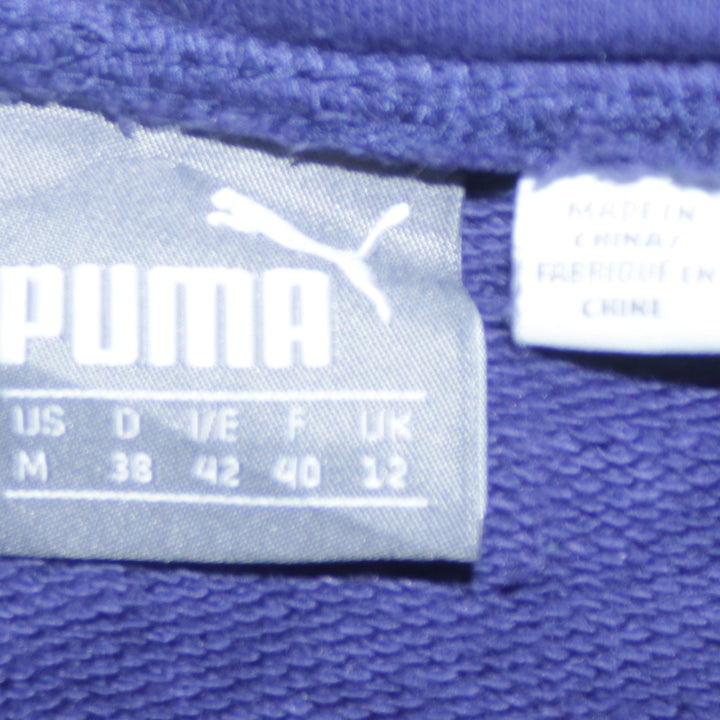 PUMA
US D I/E F UK
M 38 42 40 12
MADE IN
CHINA/
FABRIQUÉ EN
CHINE